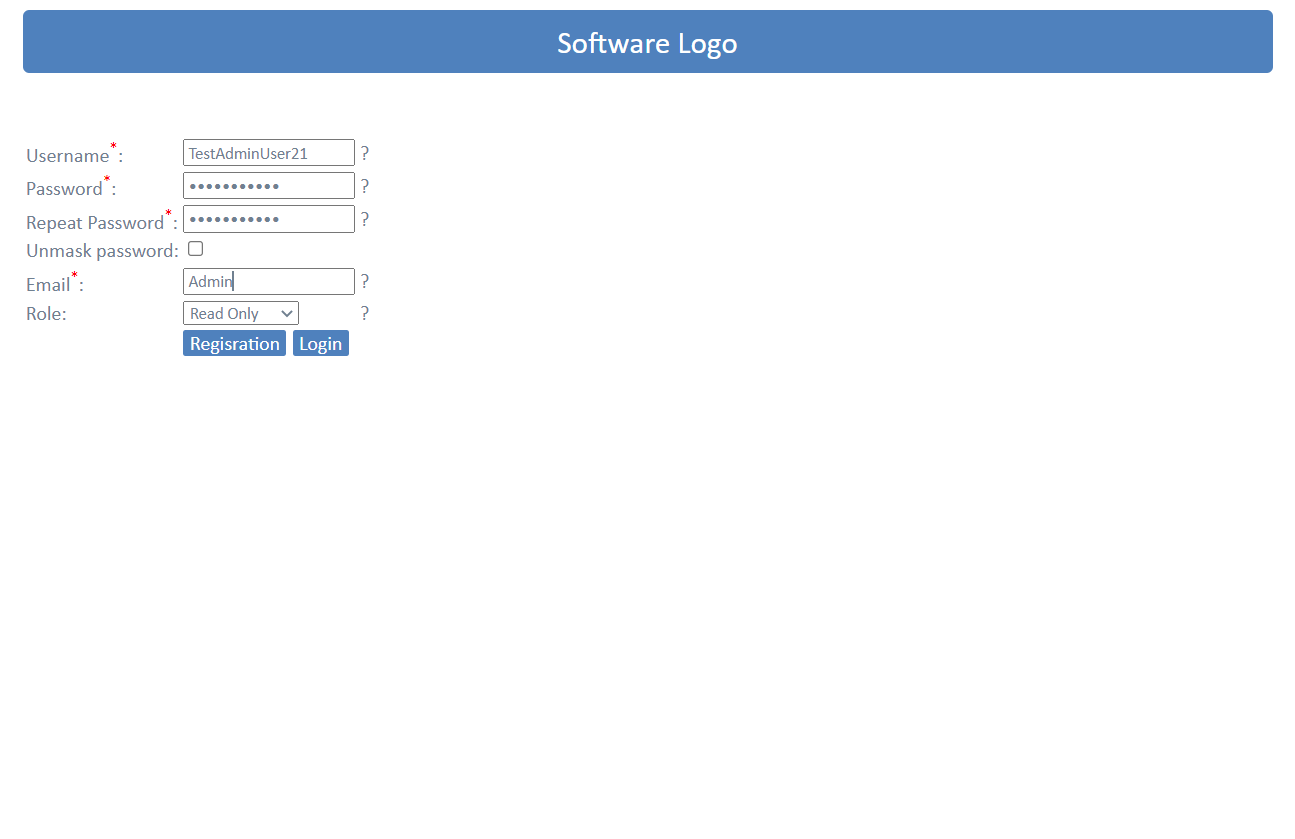 Software Logo
Username*: TestAdminUser21 ?
Password*: ••••••••••• ?
Repeat Password*: ••••••••••• ?
Unmask password:
Email*: Admin ?
Role: Read Only ?
Regisration Login